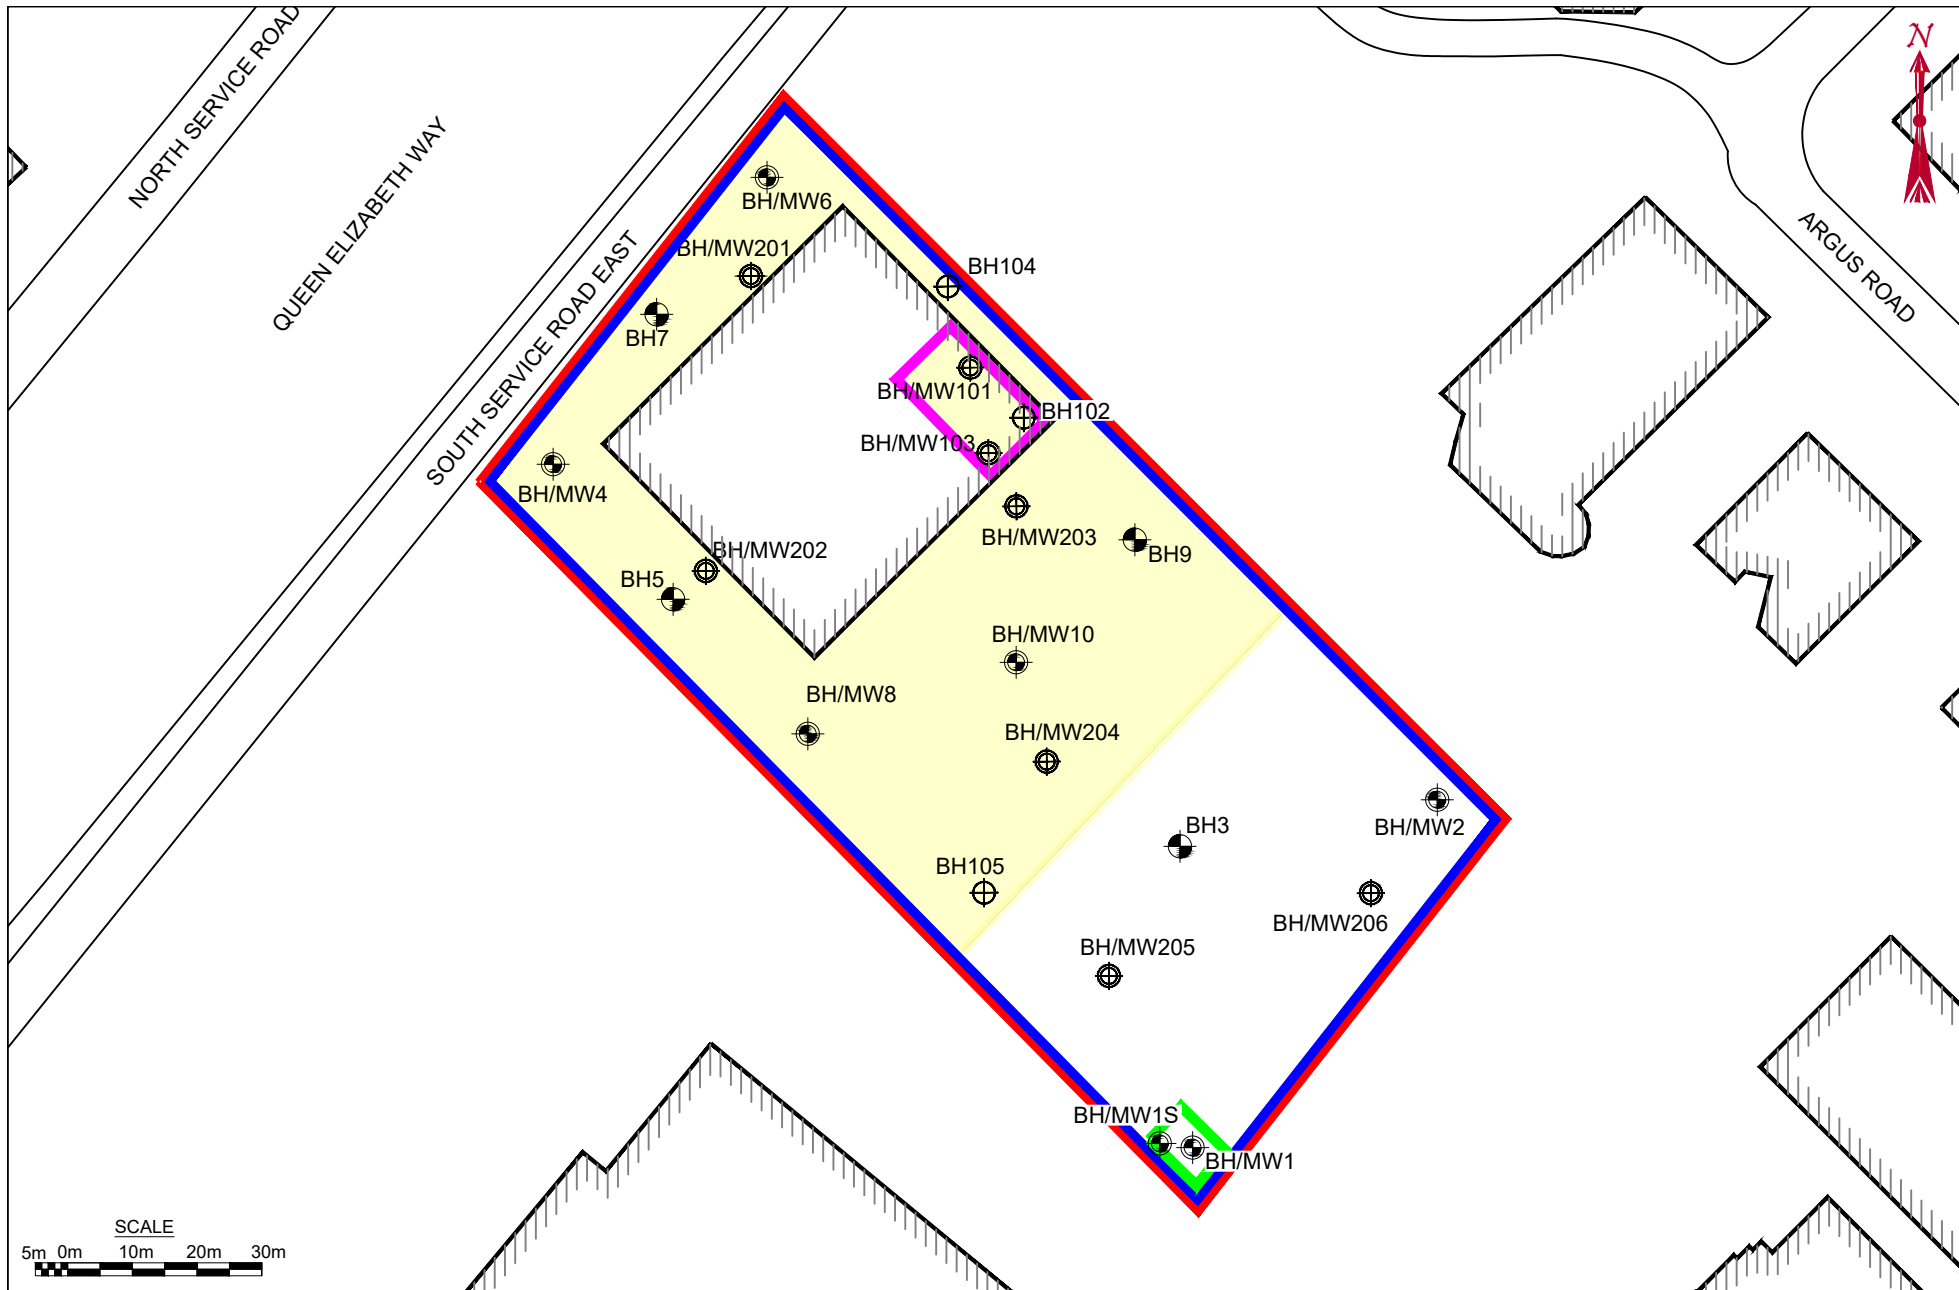 NORTH SERVICE ROAD
N
QUEEN ELIZABETH WAY
SOUTH SERVICE ROAD EAST
ARGUS ROAD
BH/MW6
BH/MW201
BH104
BH7
BH/MW101
BH102
BH/MW103
BH/MW4
BH/MW203
BH/MW202
BH9
BH5
BH/MW10
BH/MW8
BH/MW204
BH3
BH/MW2
BH105
BH/MW206
BH/MW205
BH/MW1S
BH/MW1
SCALE
5m 0m 10m 20m 30m